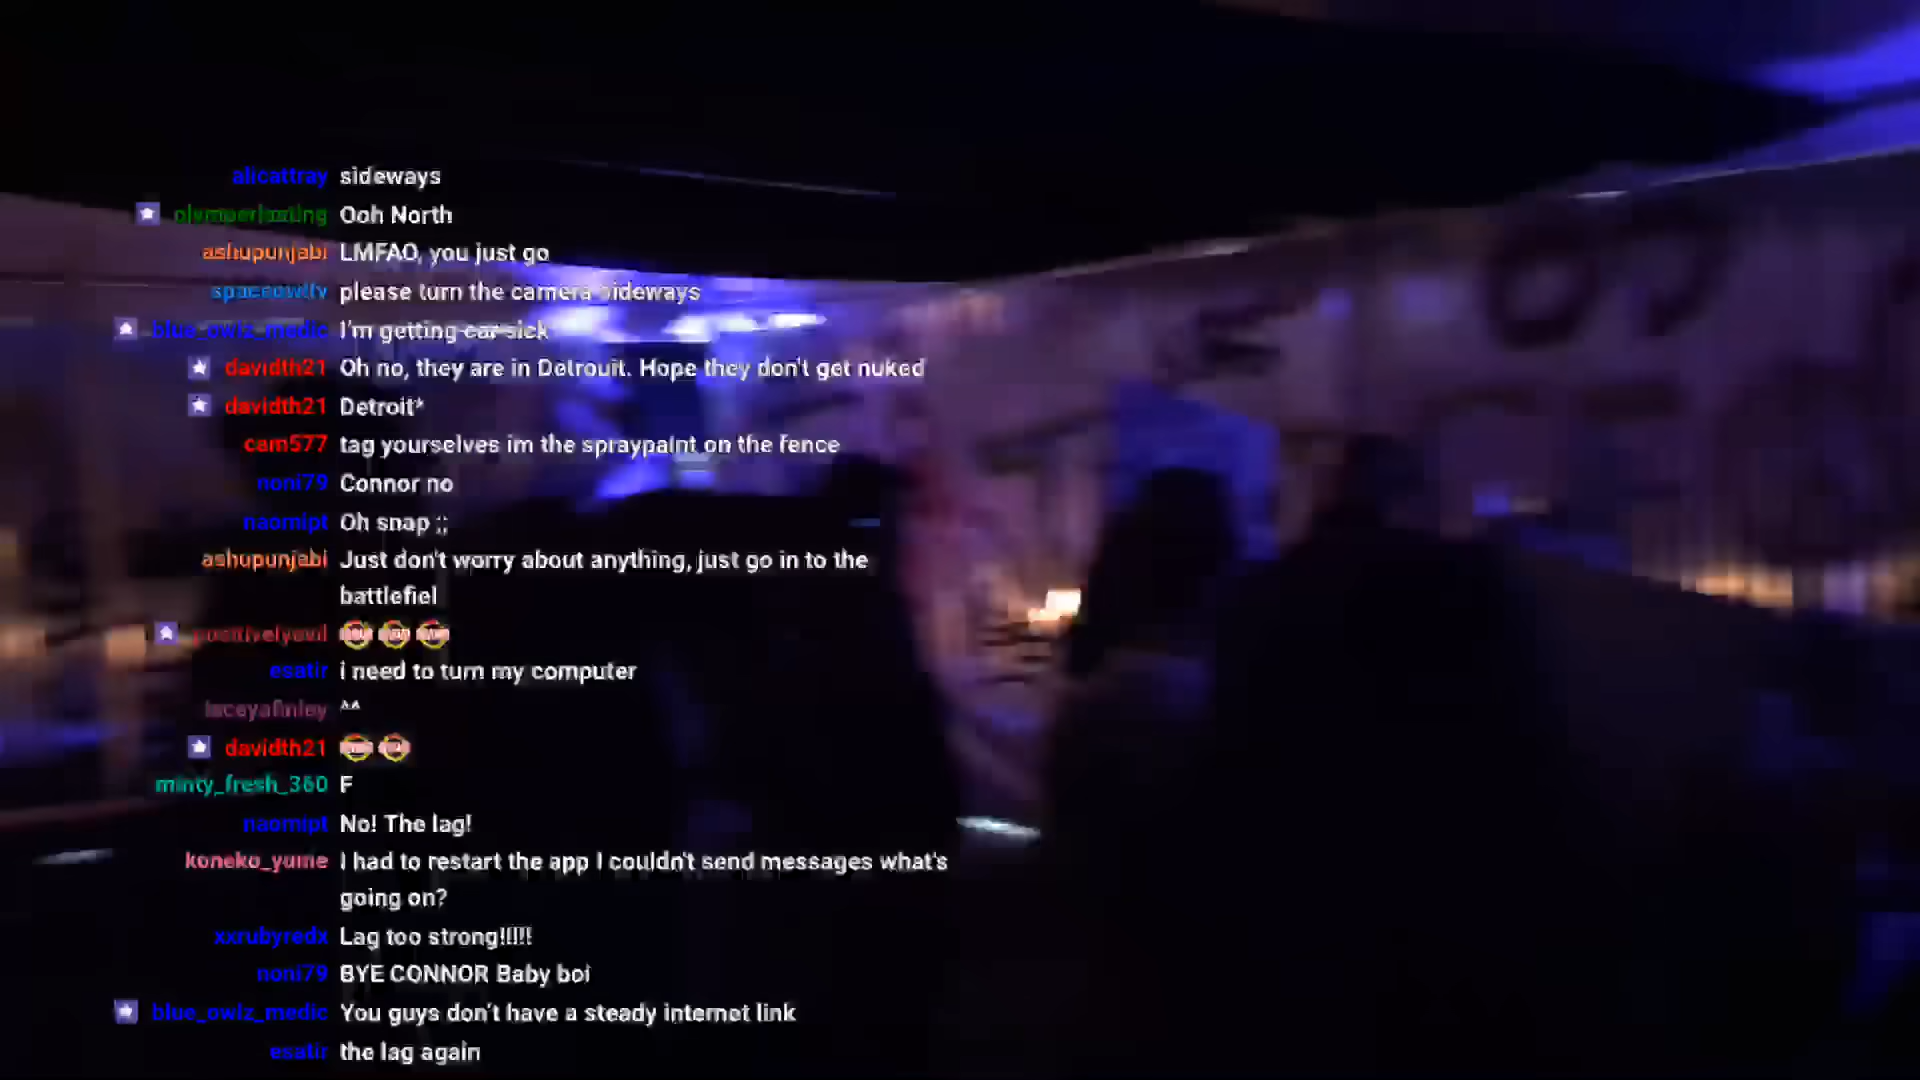 alicattray sideways
Ooh North
ashupunjabi LMFAO, you just go
spaceowltv please turn the camera sideways
blue_owlz_medic I'm getting car sick
davidth21 Oh no, they are in Detrouit. Hope they don't get nuked
davidth21 Detroit*
cam577 tag yourselves im the spraypaint on the fence
noni79 Connor no
naomipt Oh snap ;;
ashupunjabi Just don't worry about anything, just go in to the
battlefiel
positivelyevil
esatir i need to turn my computer
laceyafinley ^^
davidth21
minty_fresh_360 F
naomipt No! The lag!
koneko_yume I had to restart the app I couldn't send messages what's
going on?
xxrubyredx Lag too strong!!!!!
noni79 BYE CONNOR Baby boi
blue_owlz_medic You guys don't have a steady internet link
esatir the lag again